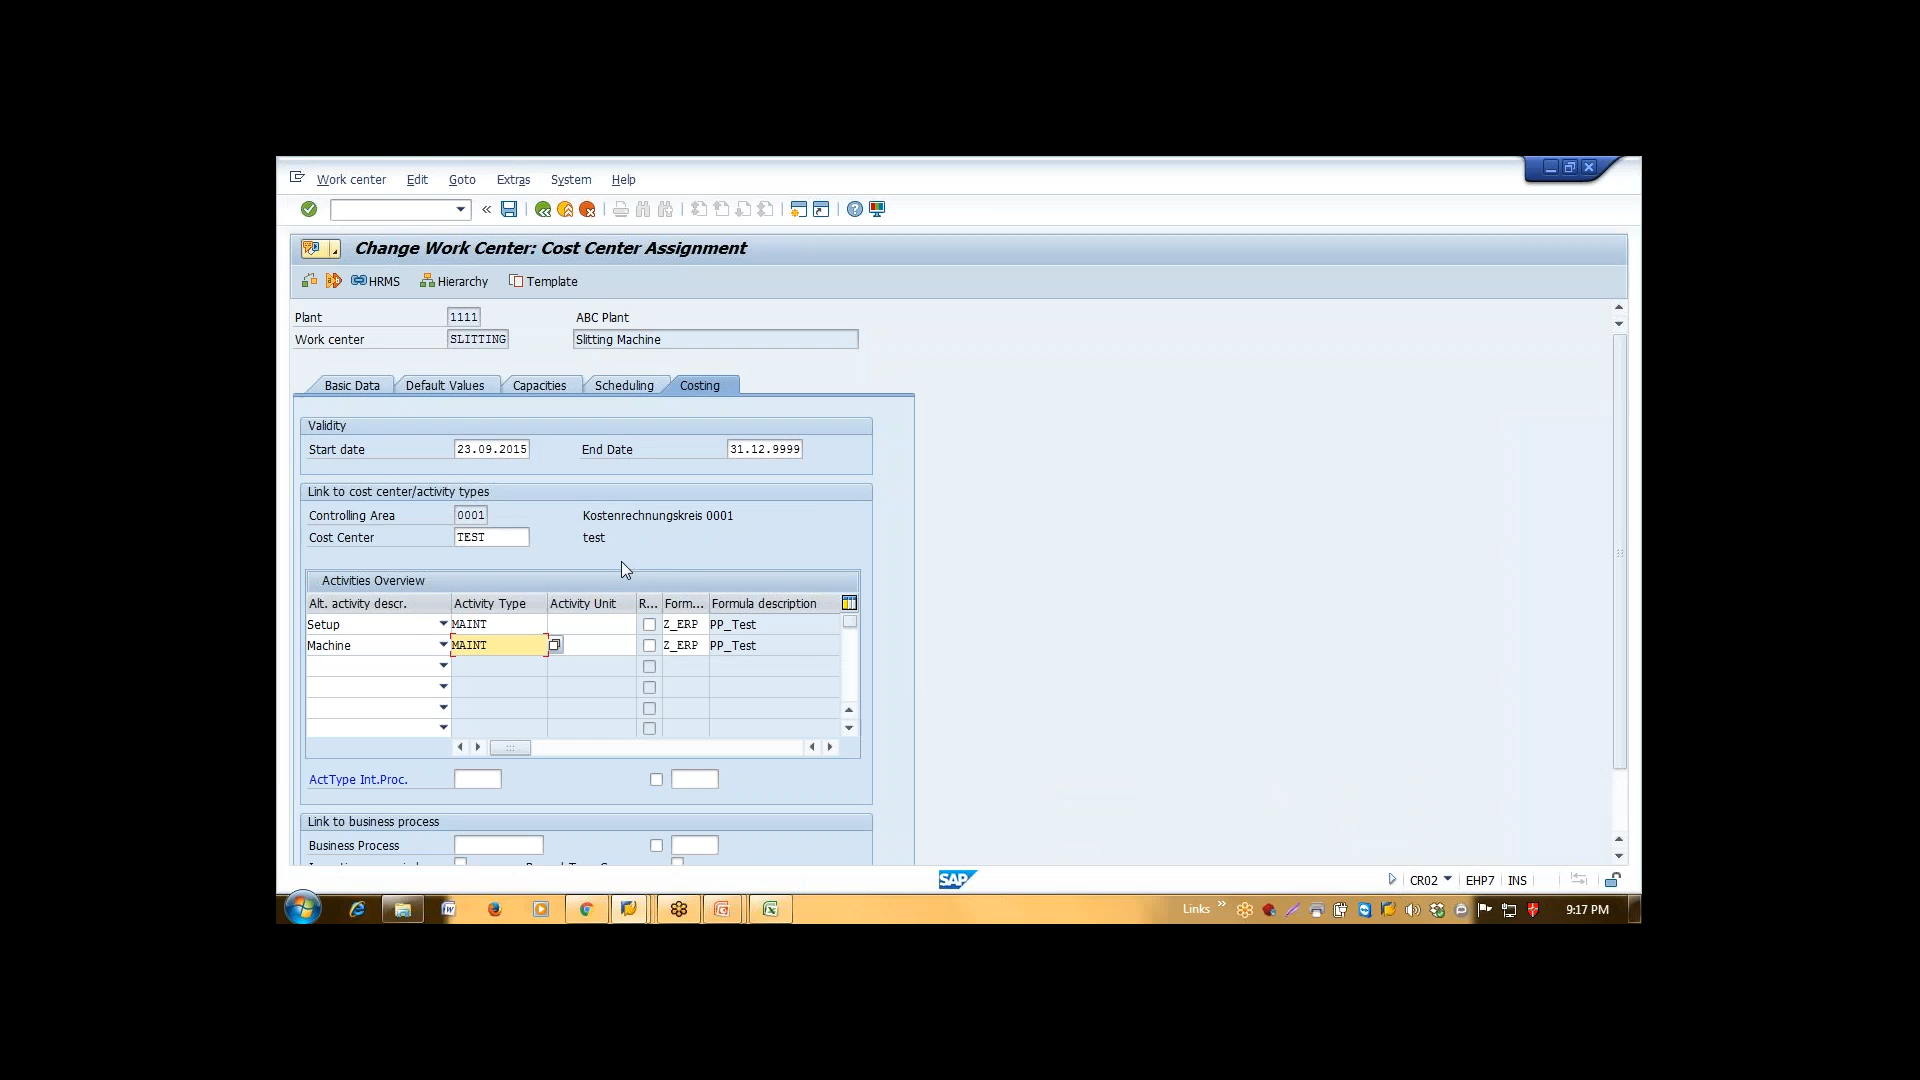 Work center Edit Goto Extras System Help
Change Work Center: Cost Center Assignment
HRMS Hierarchy Template
Plant 1111 ABC Plant
Work center SLITTING Slitting Machine
Basic Data Default Values Capacities Scheduling Costing
Validity
Start date 23.09.2015 End Date 31.12.9999
Link to cost center/activity types
Controlling Area 0001 Kostenrechnungskreis 0001
Cost Center TEST test
Activities Overview
Alt. activity descr. Activity Type Activity Unit R... Form... Formula description
Setup MAINT Z_ERP PP_Test
Machine MAINT Z_ERP PP_Test
ActType Int.Proc.
Link to business process
Business Process
SAP CR02 EHP7 INS
Links 9:17 PM